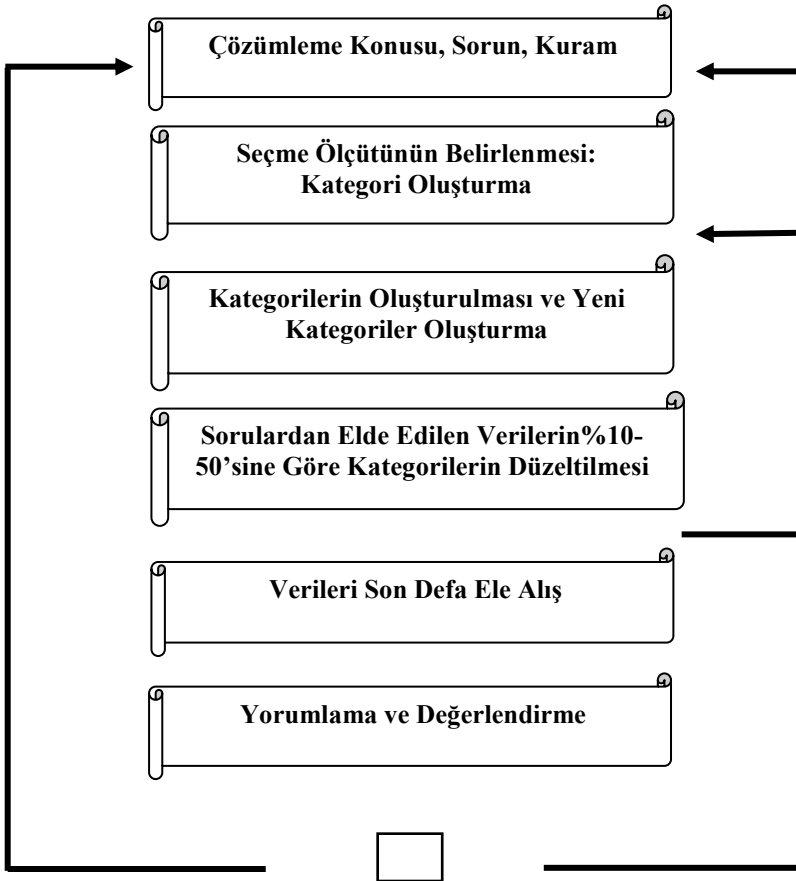 Çözümleme Konusu, Sorun, Kuram
Seçme Ölçütünün Belirlenmesi:
Kategori Oluşturma
Kategorilerin Oluşturulması ve Yeni
Kategoriler Oluşturma
Sorulardan Elde Edilen Verilerin%10-
50’sine Göre Kategorilerin Düzeltilmesi
Verileri Son Defa Ele Alış
Yorumlama ve Değerlendirme